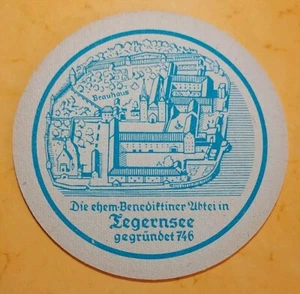 Brauhaus
Die ehem. Benediktiner Abtei in
Tegernsee
gegründet 746